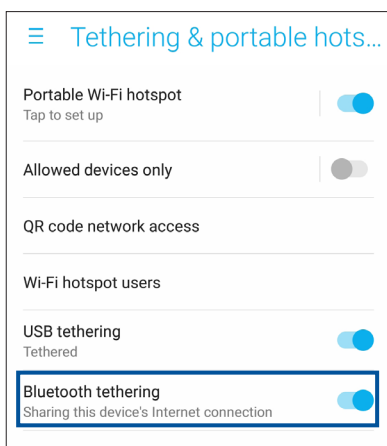 Tethering & portable hots...
Portable Wi-Fi hotspot
Tap to set up
Allowed devices only
QR code network access
Wi-Fi hotspot users
USB tethering
Tethered
Bluetooth tethering
Sharing this device's Internet connection